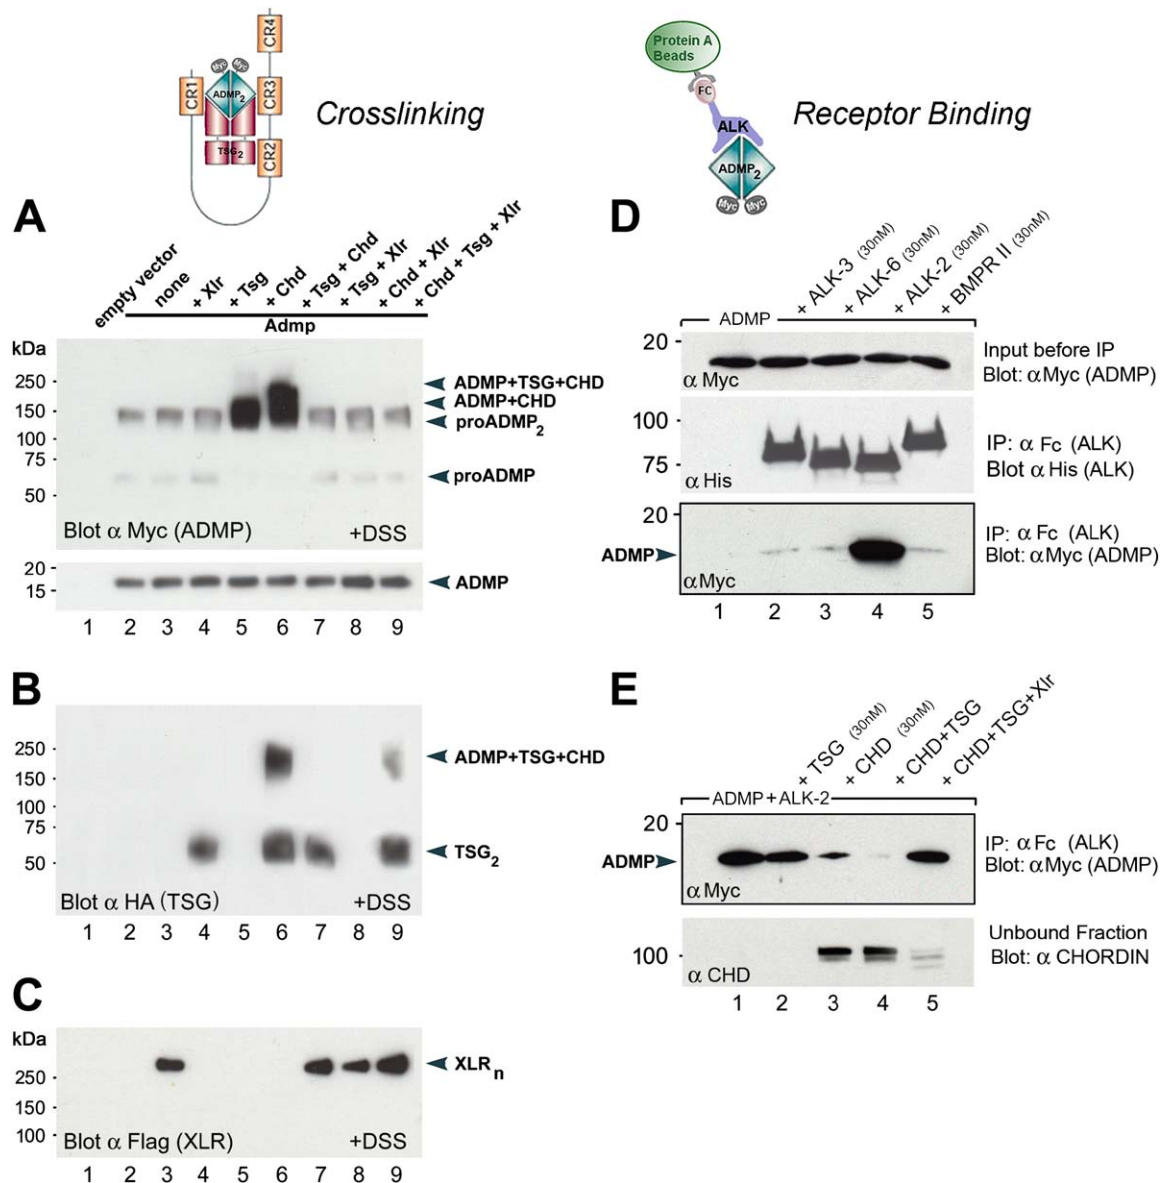 CR4
CR1
Myc Myc
ADMP2
CR3
TSG2
CR2
Crosslinking
Protein A
Beads
FC
ALK
ADMP2
Myc Myc
Receptor Binding
A
empty vector
none
+ Xlr
+ Tsg
+ Chd
+ Tsg + Chd
+ Tsg + Xlr
+ Chd + Xlr
+ Chd + Tsg + Xlr
Admp
kDa
250
150
100
75
50
ADMP+TSG+CHD
ADMP+CHD
proADMP2
proADMP
Blot α Myc (ADMP) +DSS
20
15
ADMP
1 2 3 4 5 6 7 8 9
B
250
150
100
75
50
ADMP+TSG+CHD
TSG2
Blot α HA (TSG) +DSS
1 2 3 4 5 6 7 8 9
C
kDa
250
150
100
XLRn
Blot α Flag (XLR) +DSS
1 2 3 4 5 6 7 8 9
D
ADMP
+ ALK-3 (30nM)
+ ALK-6 (30nM)
+ ALK-2 (30nM)
+ BMPR II (30nM)
20
α Myc
Input before IP
Blot: αMyc (ADMP)
100
75
α His
IP: α Fc (ALK)
Blot α His (ALK)
20
ADMP
α Myc
IP: α Fc (ALK)
Blot: αMyc (ADMP)
1 2 3 4 5
E
ADMP + ALK-2
+ TSG (30nM)
+ CHD (30nM)
+ CHD+TSG
+ CHD+TSG+Xlr
20
ADMP
α Myc
IP: α Fc (ALK)
Blot: αMyc (ADMP)
100
α CHD
Unbound Fraction
Blot: α CHORDIN
1 2 3 4 5